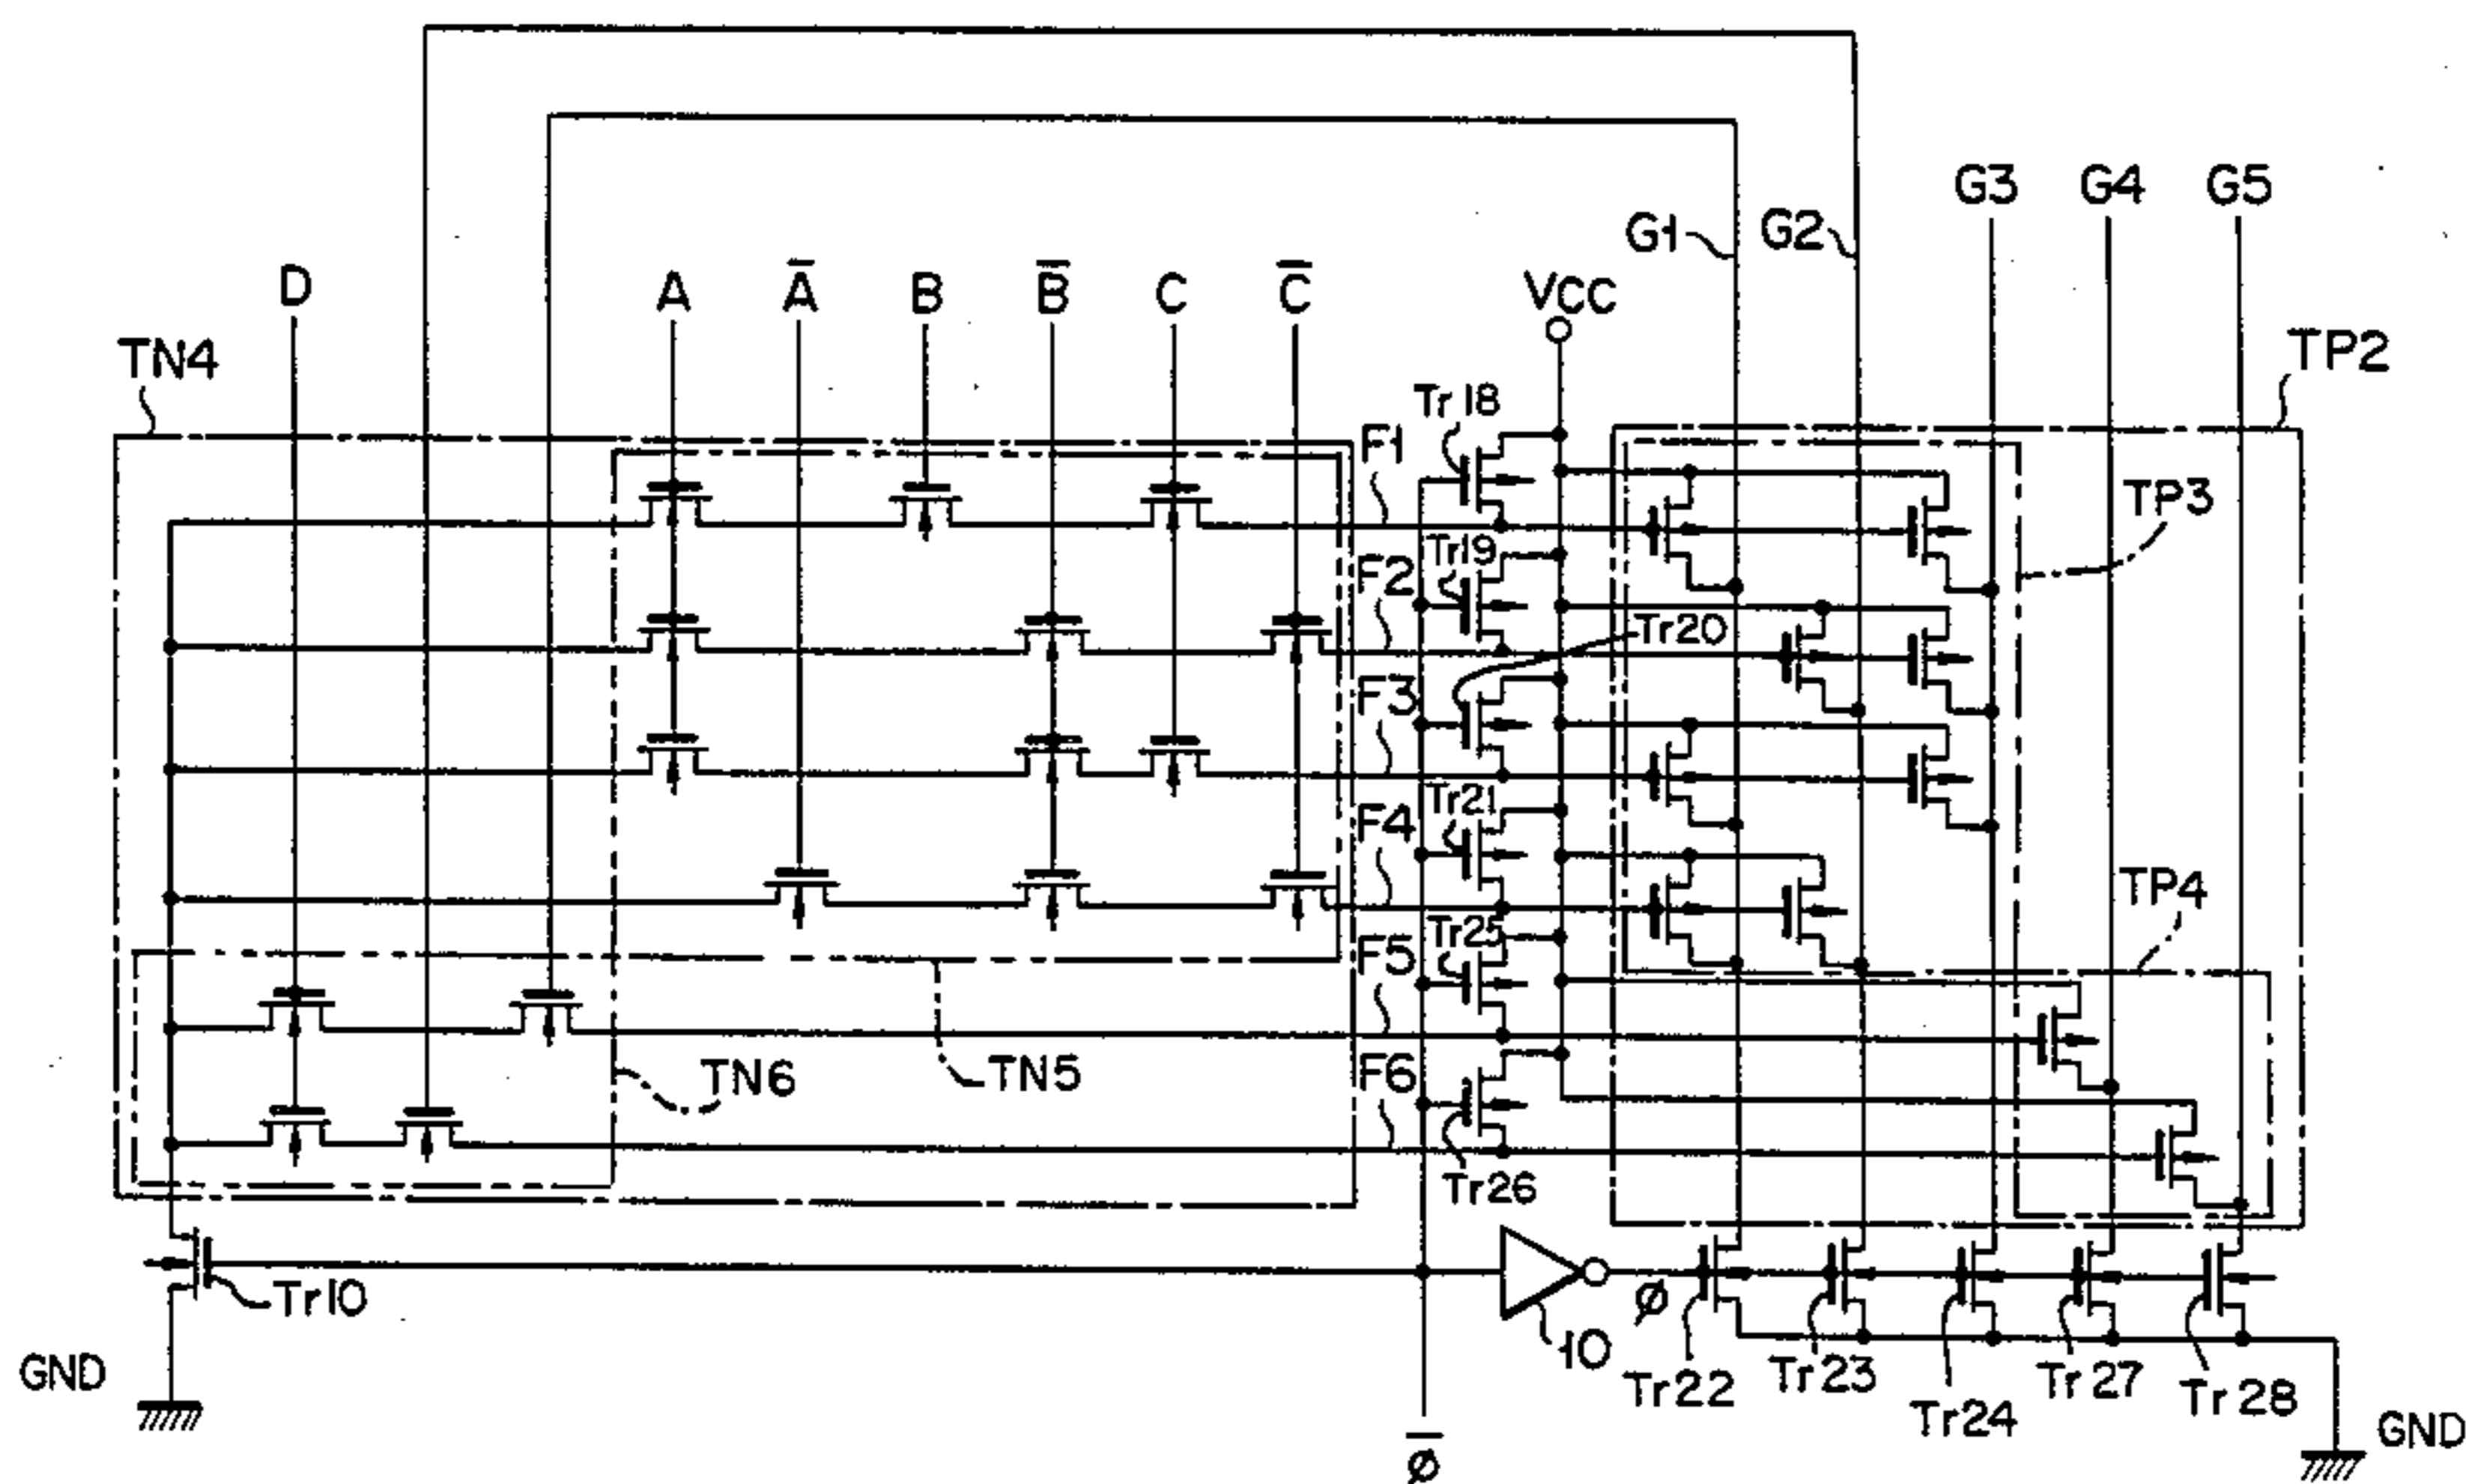 G3 G4 G5
G1 G2
D A A̅ B B̅ C C̅ VCC
TN4 TP2
Tr18
F1
TP3
Tr19
F2
Tr20
F3
Tr21
F4
TP4
Tr25
F5
TN6 TN5
F6
Tr26
Tr10 ø
10
GND Tr22 Tr23 Tr24 Tr27 Tr28
GND
ø̅